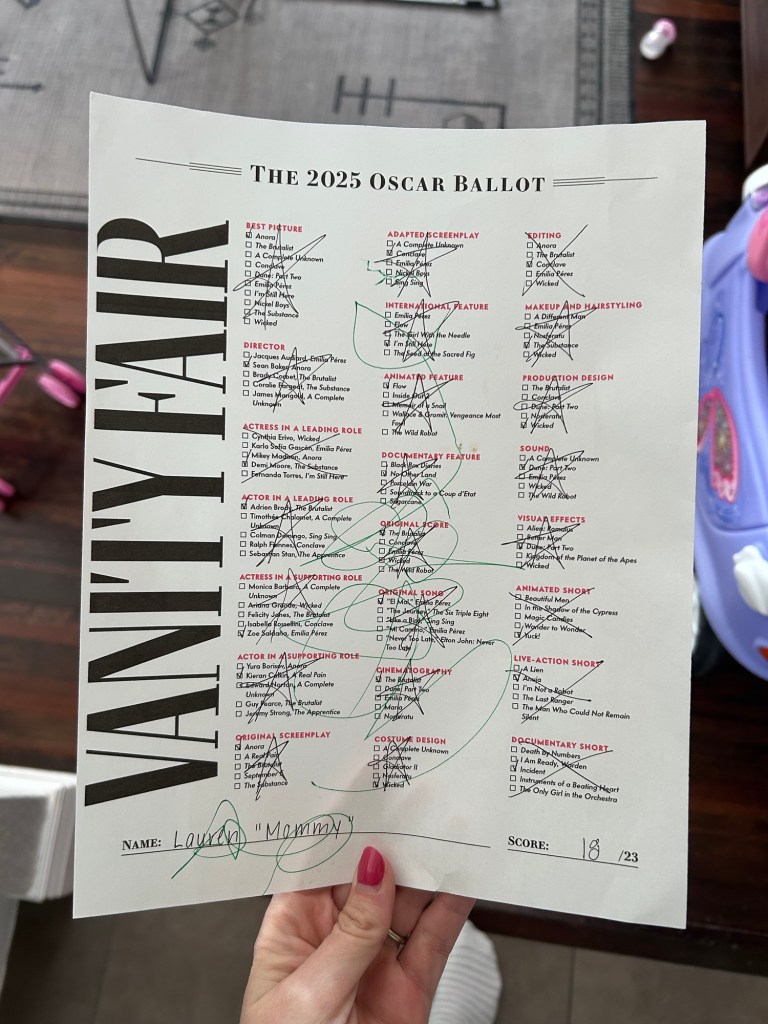 THE 2025 OSCAR BALLOT
VANITY FAIR
BEST PICTURE
Anora
The Brutalist
A Complete Unknown
Conclave
Dune: Part Two
Emilia Pérez
I'm Still Here
Nickel Boys
The Substance
Wicked
DIRECTOR
Jacques Audiard, Emilia Pérez
Sean Baker, Anora
Brady Corbet, The Brutalist
Coralie Fargeat, The Substance
James Mangold, A Complete
Unknown
ACTRESS IN A LEADING ROLE
Cynthia Erivo, Wicked
Karla Sofía Gascón, Emilia Pérez
Mikey Madison, Anora
Demi Moore, The Substance
Fernanda Torres, I'm Still Here
ACTOR IN A LEADING ROLE
Adrien Brody, The Brutalist
Timothée Chalamet, A Complete
Unknown
Colman Domingo, Sing Sing
Ralph Fiennes, Conclave
Sebastian Stan, The Apprentice
ACTRESS IN A SUPPORTING ROLE
Monica Barbaro, A Complete
Unknown
Ariana Grande, Wicked
Felicity Jones, The Brutalist
Isabella Rossellini, Conclave
Zoe Saldaña, Emilia Pérez
ACTOR IN A SUPPORTING ROLE
Yura Borisov, Anora
Kieran Culkin, A Real Pain
Edward Norton, A Complete
Unknown
Guy Pearce, The Brutalist
Jeremy Strong, The Apprentice
ORIGINAL SCREENPLAY
Anora
A Real Pain
The Brutalist
September 5
The Substance
ADAPTED SCREENPLAY
A Complete Unknown
Conclave
Emilia Pérez
Nickel Boys
Sing Sing
INTERNATIONAL FEATURE
Emilia Pérez
Flow
The Girl With the Needle
I'm Still Here
The Seed of the Sacred Fig
ANIMATED FEATURE
Flow
Inside Out 2
Memoir of a Snail
Wallace & Gromit: Vengeance Most
Fowl
The Wild Robot
DOCUMENTARY FEATURE
Black Box Diaries
No Other Land
Porcelain War
Soundtrack to a Coup d'Etat
Sugarcane
ORIGINAL SCORE
The Brutalist
Conclave
Emilia Pérez
Wicked
The Wild Robot
ORIGINAL SONG
"El Mal," Emilia Pérez
"The Journey," The Six Triple Eight
"Like a Bird," Sing Sing
"Mi Camino," Emilia Pérez
"Never Too Late," Elton John: Never
Too Late
CINEMATOGRAPHY
The Brutalist
Dune: Part Two
Emilia Pérez
Maria
Nosferatu
COSTUME DESIGN
A Complete Unknown
Conclave
Gladiator II
Nosferatu
Wicked
EDITING
Anora
The Brutalist
Conclave
Emilia Pérez
Wicked
MAKEUP AND HAIRSTYLING
A Different Man
Emilia Pérez
Nosferatu
The Substance
Wicked
PRODUCTION DESIGN
The Brutalist
Conclave
Dune: Part Two
Nosferatu
Wicked
SOUND
A Complete Unknown
Dune: Part Two
Emilia Pérez
Wicked
The Wild Robot
VISUAL EFFECTS
Alien: Romulus
Better Man
Dune: Part Two
Kingdom of the Planet of the Apes
Wicked
ANIMATED SHORT
Beautiful Men
In the Shadow of the Cypress
Magic Candies
Wander to Wonder
Yuck!
LIVE-ACTION SHORT
A Lien
Anuja
I'm Not a Robot
The Last Ranger
The Man Who Could Not Remain
Silent
DOCUMENTARY SHORT
Death by Numbers
I Am Ready, Warden
Incident
Instruments of a Beating Heart
The Only Girl in the Orchestra
NAME: Lauren "Mommy"
SCORE: 18 /23